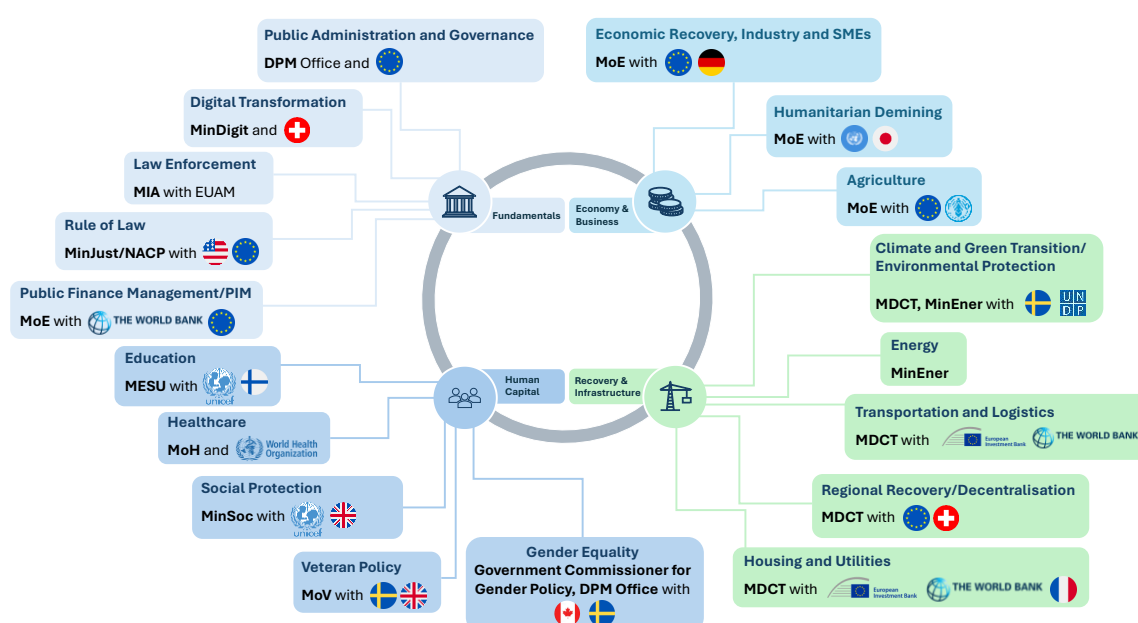 Public Administration and Governance
DPM Office and
Digital Transformation
MinDigit and
Law Enforcement
MIA with EUAM
Rule of Law
MinJust/NACP with
Public Finance Management/PIM
MoE with THE WORLD BANK
Education
MESU with unicef
Healthcare
MoH and World Health
Organization
Social Protection
MinSoc with unicef
Veteran Policy
MoV with
Gender Equality
Government Commissioner for
Gender Policy, DPM Office with
Fundamentals
Economy &
Business
Human
Capital
Recovery &
Infrastructure
Economic Recovery, Industry and SMEs
MoE with
Humanitarian Demining
MoE with
Agriculture
MoE with
Climate and Green Transition/
Environmental Protection
MDCT, MinEner with U N
D P
Energy
MinEner
Transportation and Logistics
MDCT with European
Investment Bank THE WORLD BANK
Regional Recovery/Decentralisation
MDCT with
Housing and Utilities
MDCT with European
Investment Bank THE WORLD BANK